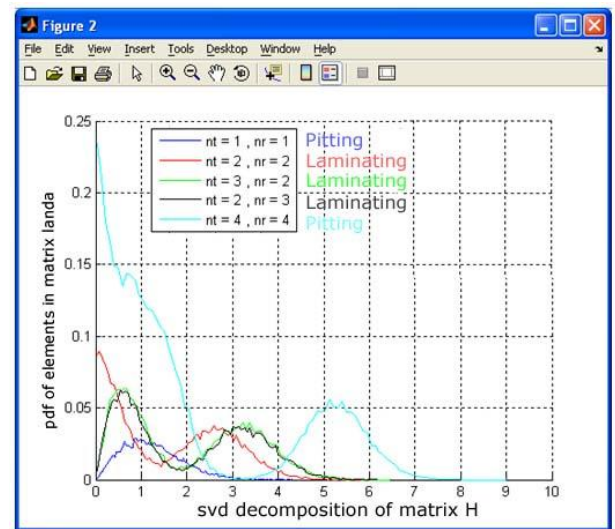 Figure 2
File Edit View Insert Tools Desktop Window Help
0.25
0.2
0.15
0.1
0.05
0
pdf of elements in matrix landa
nt = 1 , nr = 1 Pitting
nt = 2 , nr = 2 Laminating
nt = 3 , nr = 2 Laminating
nt = 2 , nr = 3 Laminating
nt = 4 , nr = 4 Pitting
0 1 2 3 4 5 6 7 8 9 10
svd decomposition of matrix H